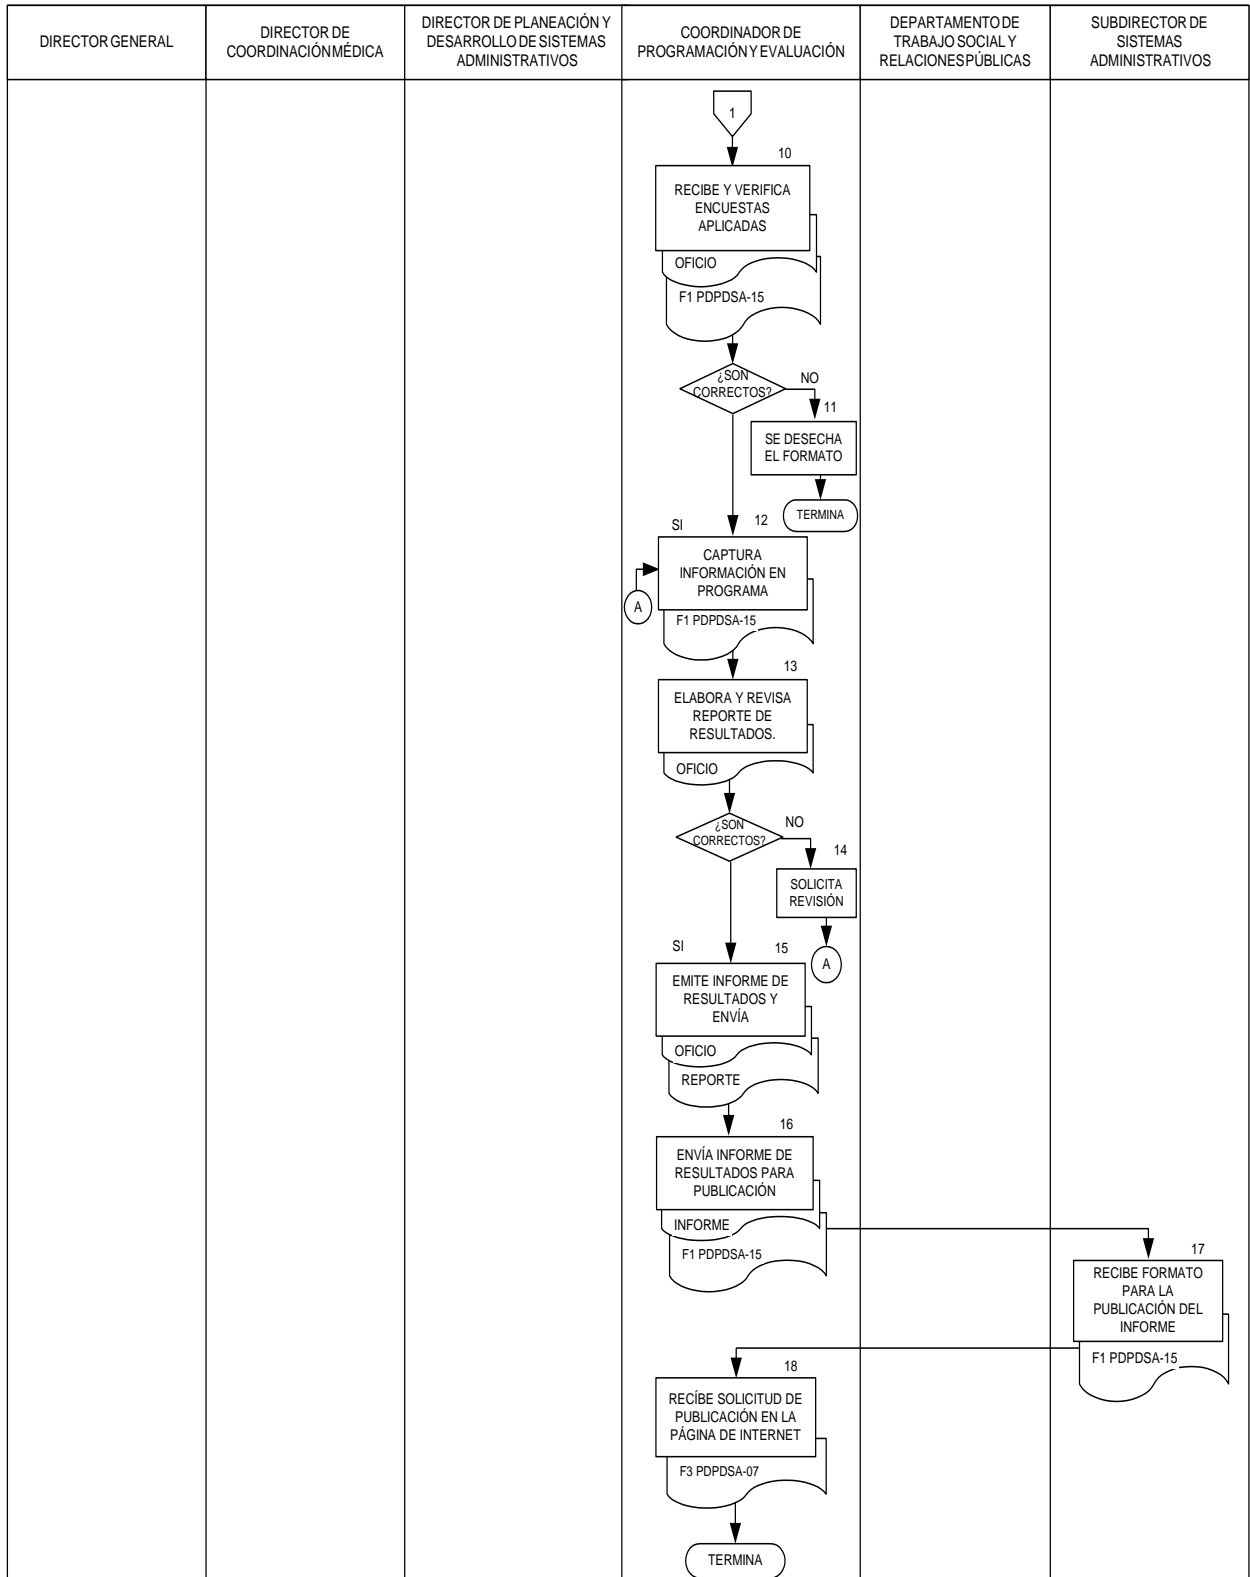 DIRECTOR GENERAL
DIRECTOR DE
COORDINACIÓN MÉDICA
DIRECTOR DE PLANEACIÓN Y
DESARROLLO DE SISTEMAS
ADMINISTRATIVOS
COORDINADOR DE
PROGRAMACIÓN Y EVALUACIÓN
DEPARTAMENTO DE
TRABAJO SOCIAL Y
RELACIONES PÚBLICAS
SUBDIRECTOR DE
SISTEMAS
ADMINISTRATIVOS
1
10
RECIBE Y VERIFICA
ENCUESTAS
APLICADAS
OFICIO
F1 PDPDSA-15
¿SON
CORRECTOS?
NO
11
SE DESECHA
EL FORMATO
TERMINA
SI
12
CAPTURA
INFORMACIÓN EN
PROGRAMA
A
F1 PDPDSA-15
13
ELABORA Y REVISA
REPORTE DE
RESULTADOS.
OFICIO
¿SON
CORRECTOS?
NO
14
SOLICITA
REVISIÓN
A
SI
15
EMITE INFORME DE
RESULTADOS Y
ENVÍA
OFICIO
REPORTE
16
ENVÍA INFORME DE
RESULTADOS PARA
PUBLICACIÓN
INFORME
F1 PDPDSA-15
17
RECIBE FORMATO
PARA LA
PUBLICACIÓN DEL
INFORME
F1 PDPDSA-15
18
RECÍBE SOLICITUD DE
PUBLICACIÓN EN LA
PÁGINA DE INTERNET
F3 PDPDSA-07
TERMINA